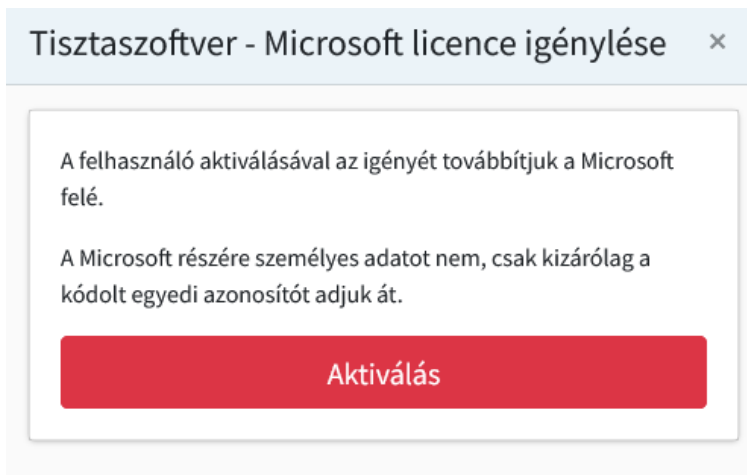 Tisztaszoftver - Microsoft licence igénylése ×
A felhasználó aktiválásával az igényét továbbítjuk a Microsoft
felé.
A Microsoft részére személyes adatot nem, csak kizárólag a
kódolt egyedi azonosítót adjuk át.
Aktiválás